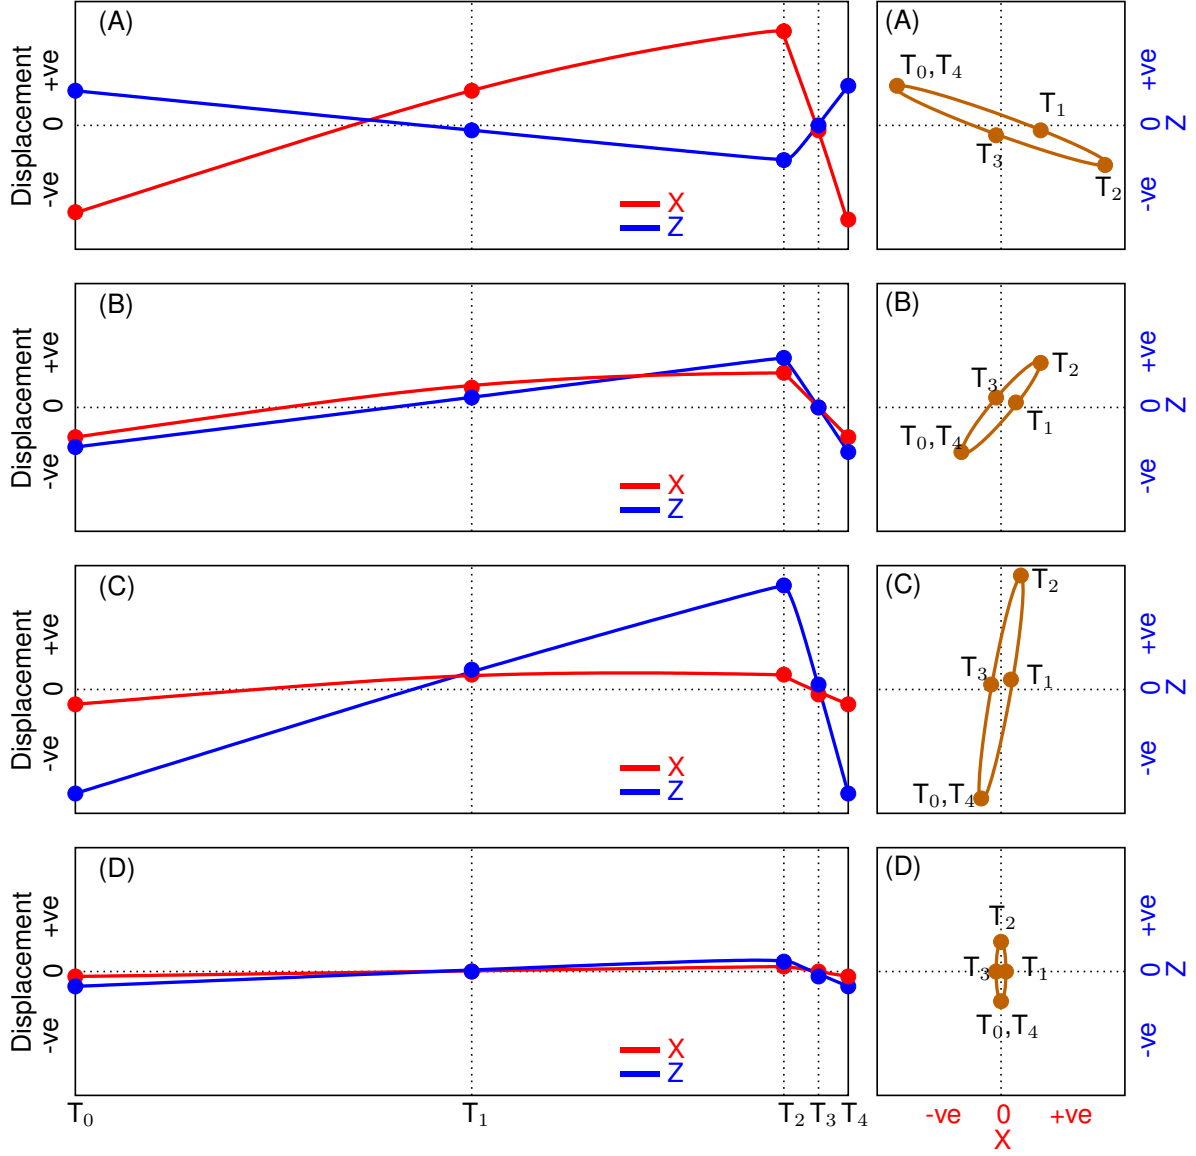 (A)
Displacement
-ve 0 +ve
X
Z
(A)
T0,T4
T1
T3
T2
-ve 0 +ve
Z
(B)
Displacement
-ve 0 +ve
X
Z
(B)
T2
T3
T1
T0,T4
-ve 0 +ve
Z
(C)
Displacement
-ve 0 +ve
X
Z
(C)
T2
T3
T1
T0,T4
-ve 0 +ve
Z
(D)
Displacement
-ve 0 +ve
X
Z
(D)
T2
T3
T1
T0,T4
-ve 0 +ve
Z
T0 T1 T2 T3 T4
-ve 0 +ve
X